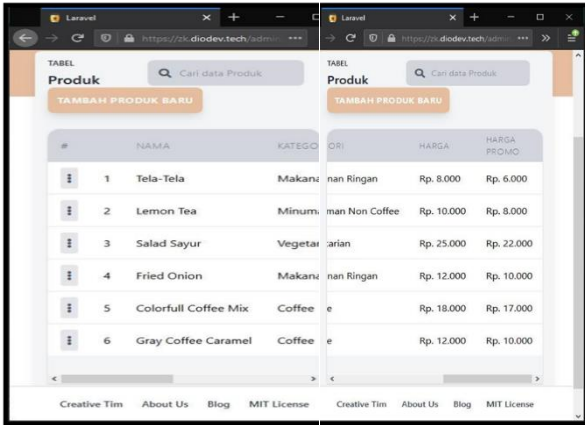 Laravel
https://zk.diodev.tech/admi
TABEL
Produk
Cari data Produk
TAMBAH PRODUK BARU
# NAMA KATEGO
1 Tela-Tela Makana
2 Lemon Tea Minum
3 Salad Sayur Vegetar
4 Fried Onion Makana
5 Colorfull Coffee Mix Coffee
6 Gray Coffee Caramel Coffee
Creative Tim About Us Blog MIT License
Laravel
https://zk.diodev.tech/admi
TABEL
Produk
Cari data Produk
TAMBAH PRODUK BARU
ORI HARGA HARGA PROMO
nan Ringan Rp. 8.000 Rp. 6.000
man Non Coffee Rp. 10.000 Rp. 8.000
tarian Rp. 25.000 Rp. 22.000
nan Ringan Rp. 12.000 Rp. 10.000
e Rp. 18.000 Rp. 17.000
e Rp. 12.000 Rp. 10.000
Creative Tim About Us Blog MIT License